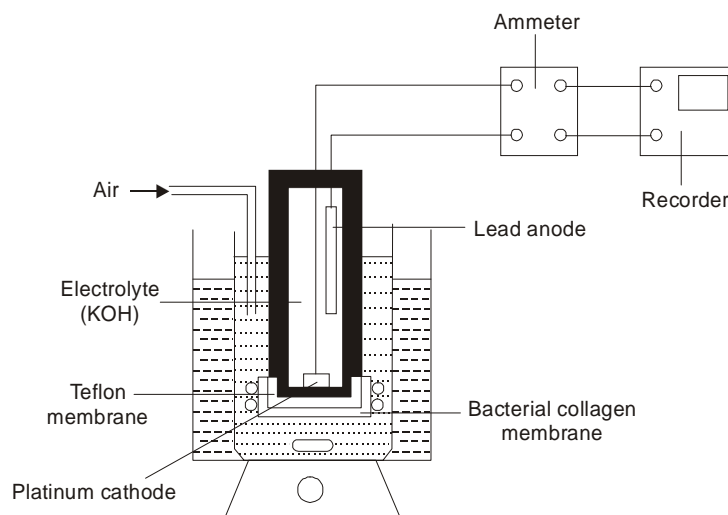 Ammeter
Air
Recorder
Lead anode
Electrolyte
(KOH)
Teflon
membrane
Bacterial collagen
membrane
Platinum cathode